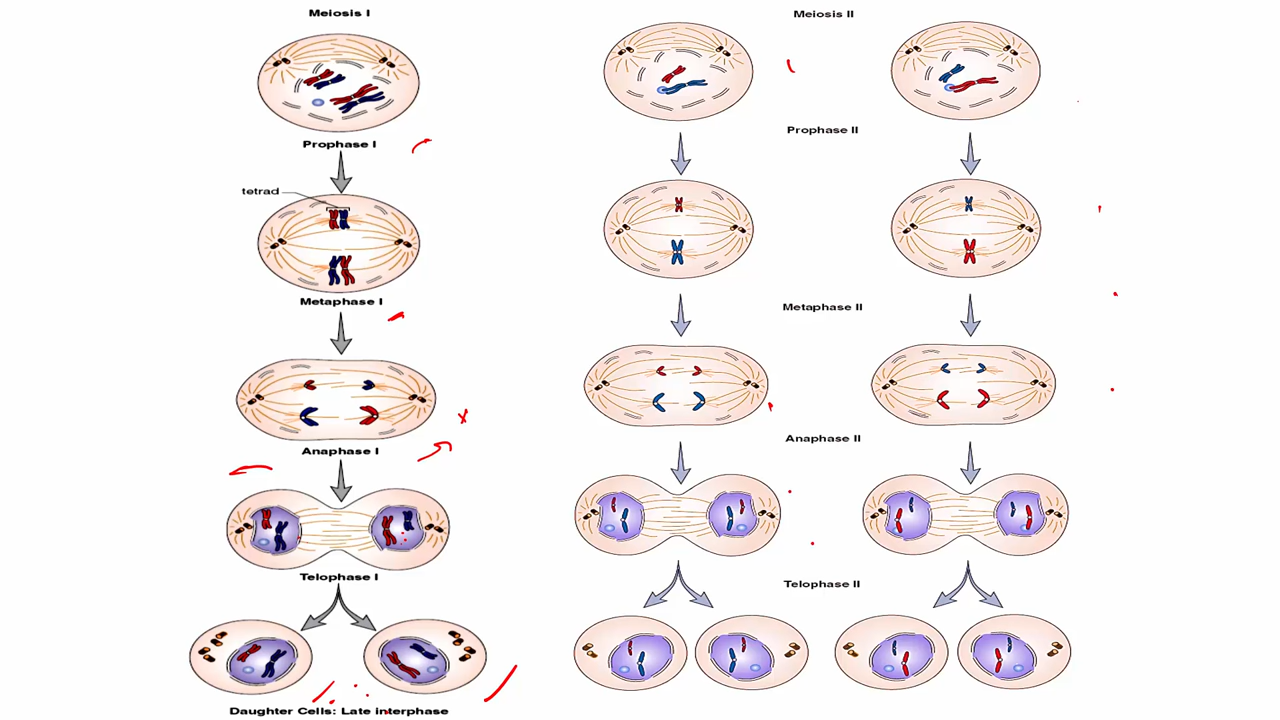 Meiosis I
Prophase I
tetrad
Metaphase I
Anaphase I
Telophase I
Daughter Cells: Late interphase
Meiosis II
Prophase II
Metaphase II
Anaphase II
Telophase II